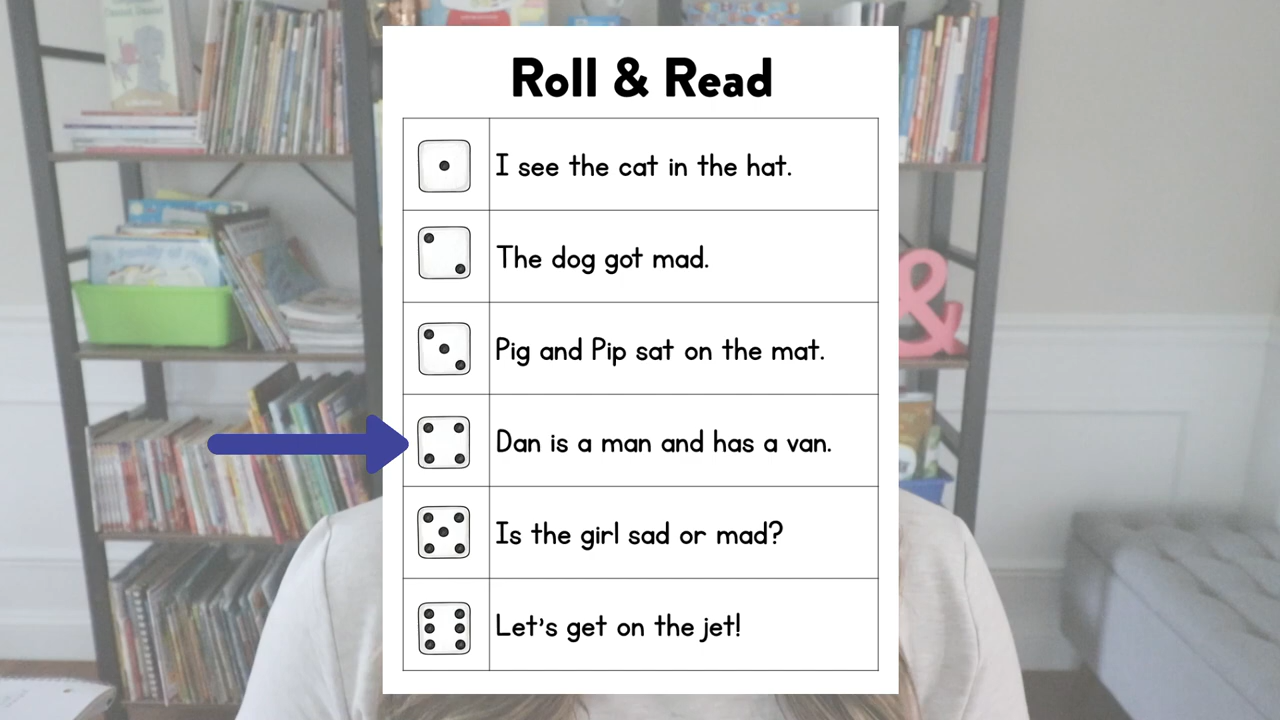 Roll & Read
I see the cat in the hat.
The dog got mad.
Pig and Pip sat on the mat.
Dan is a man and has a van.
Is the girl sad or mad?
Let's get on the jet!